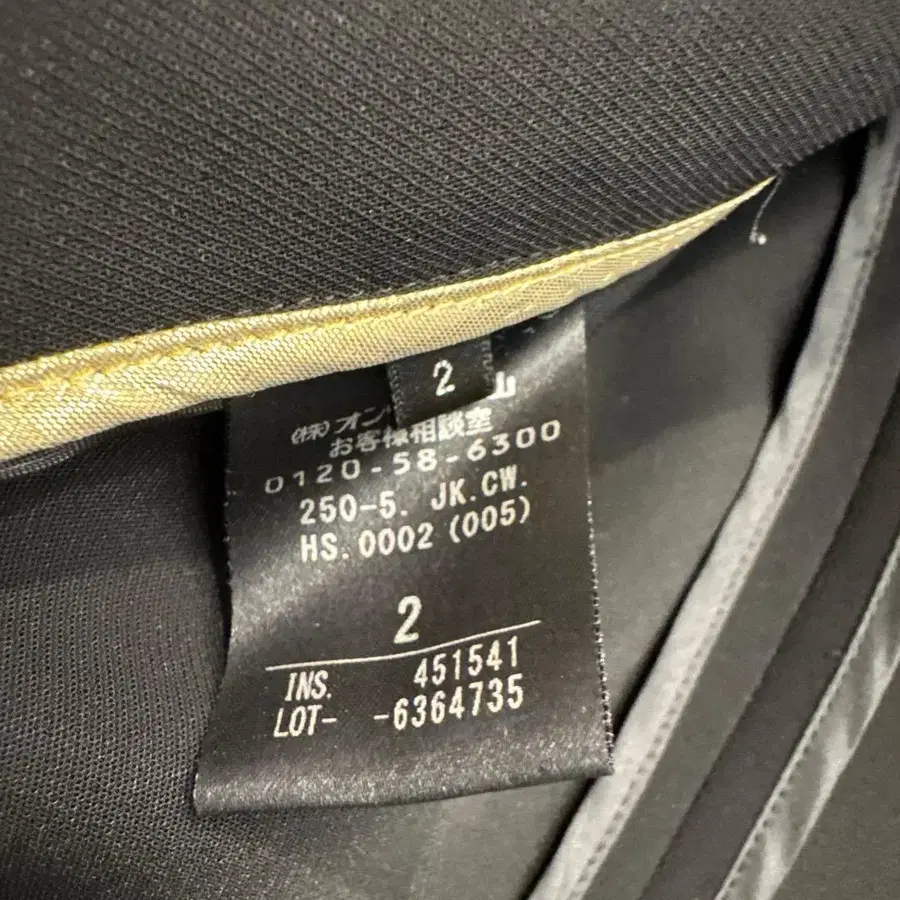 2
(株)オン 山
お客様相談室
0120-58-6300
250-5. JK.CW.
HS.0002 (005)
2
INS. 451541
LOT- -6364735